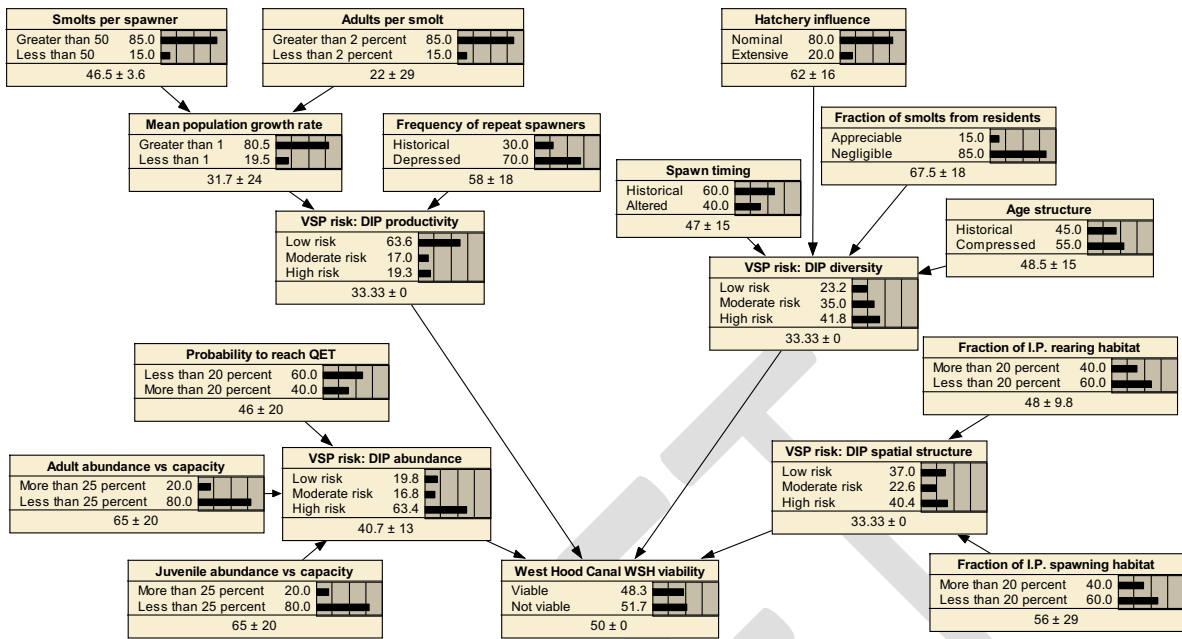 Smolts per spawner
Greater than 50 85.0
Less than 50 15.0
46.5 ± 3.6
Adults per smolt
Greater than 2 percent 85.0
Less than 2 percent 15.0
22 ± 29
Hatchery influence
Nominal 80.0
Extensive 20.0
62 ± 16
Mean population growth rate
Greater than 1 80.5
Less than 1 19.5
31.7 ± 24
Frequency of repeat spawners
Historical 30.0
Depressed 70.0
58 ± 18
Fraction of smolts from residents
Appreciable 15.0
Negligible 85.0
67.5 ± 18
Spawn timing
Historical 60.0
Altered 40.0
47 ± 15
Age structure
Historical 45.0
Compressed 55.0
48.5 ± 15
VSP risk: DIP productivity
Low risk 63.6
Moderate risk 17.0
High risk 19.3
33.33 ± 0
VSP risk: DIP diversity
Low risk 23.2
Moderate risk 35.0
High risk 41.8
33.33 ± 0
Probability to reach QET
Less than 20 percent 60.0
More than 20 percent 40.0
46 ± 20
Fraction of I.P. rearing habitat
More than 20 percent 40.0
Less than 20 percent 60.0
48 ± 9.8
Adult abundance vs capacity
More than 25 percent 20.0
Less than 25 percent 80.0
65 ± 20
VSP risk: DIP abundance
Low risk 19.8
Moderate risk 16.8
High risk 63.4
40.7 ± 13
VSP risk: DIP spatial structure
Low risk 37.0
Moderate risk 22.6
High risk 40.4
33.33 ± 0
Juvenile abundance vs capacity
More than 25 percent 20.0
Less than 25 percent 80.0
65 ± 20
West Hood Canal WSH viability
Viable 48.3
Not viable 51.7
50 ± 0
Fraction of I.P. spawning habitat
More than 20 percent 40.0
Less than 20 percent 60.0
56 ± 29